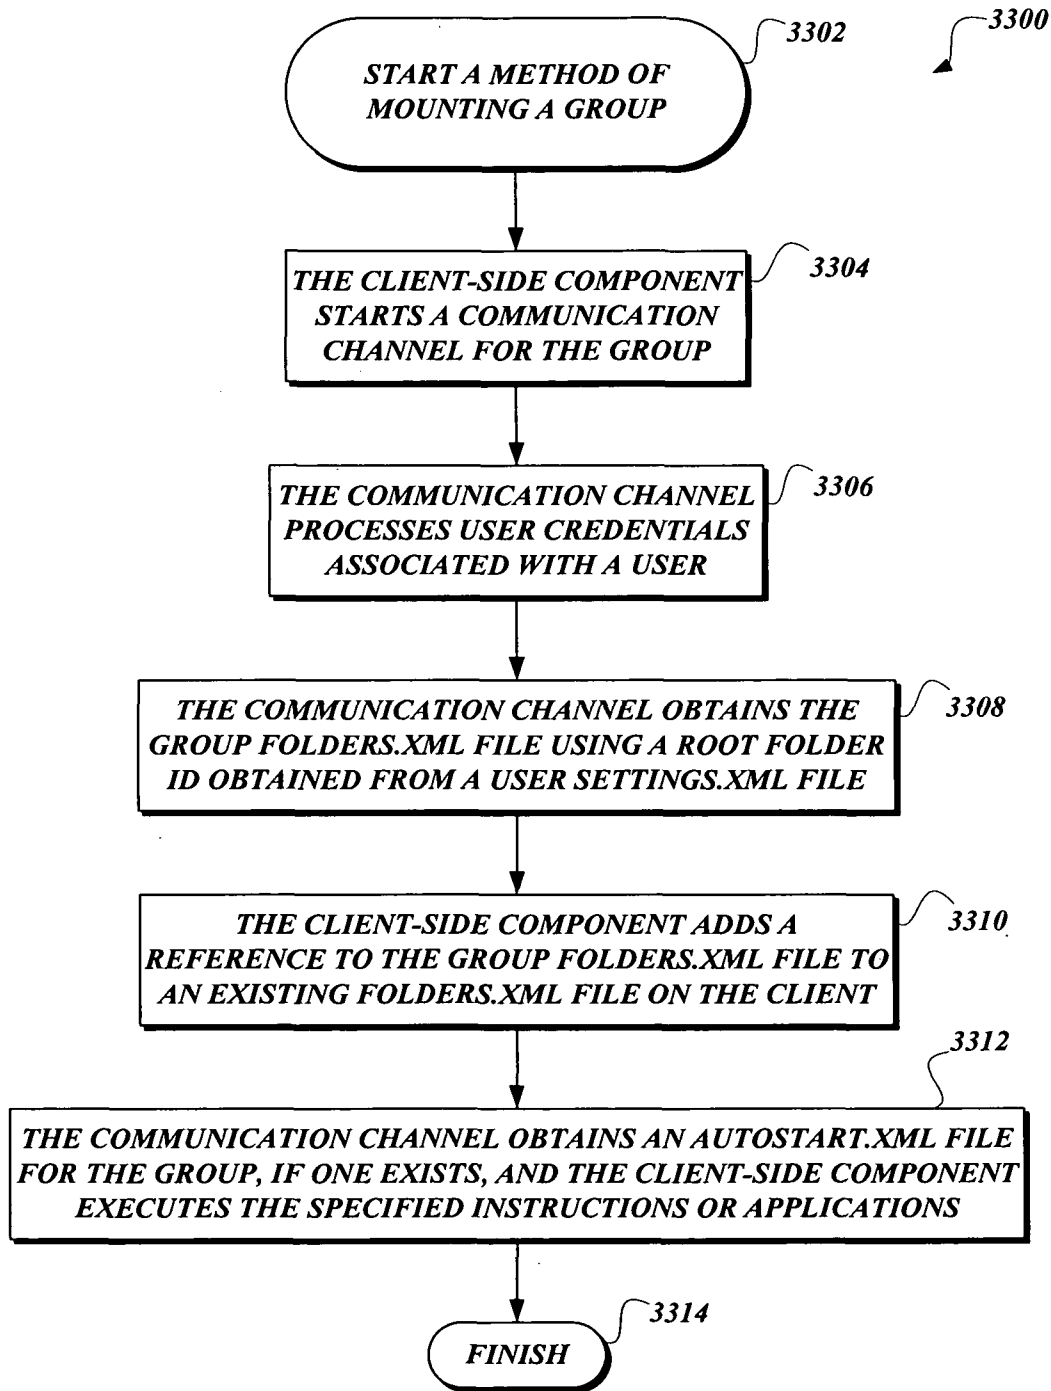 3300
3302
START A METHOD OF
MOUNTING A GROUP
3304
THE CLIENT-SIDE COMPONENT
STARTS A COMMUNICATION
CHANNEL FOR THE GROUP
3306
THE COMMUNICATION CHANNEL
PROCESSES USER CREDENTIALS
ASSOCIATED WITH A USER
3308
THE COMMUNICATION CHANNEL OBTAINS THE
GROUP FOLDERS.XML FILE USING A ROOT FOLDER
ID OBTAINED FROM A USER SETTINGS.XML FILE
3310
THE CLIENT-SIDE COMPONENT ADDS A
REFERENCE TO THE GROUP FOLDERS.XML FILE TO
AN EXISTING FOLDERS.XML FILE ON THE CLIENT
3312
THE COMMUNICATION CHANNEL OBTAINS AN AUTOSTART.XML FILE
FOR THE GROUP, IF ONE EXISTS, AND THE CLIENT-SIDE COMPONENT
EXECUTES THE SPECIFIED INSTRUCTIONS OR APPLICATIONS
3314
FINISH